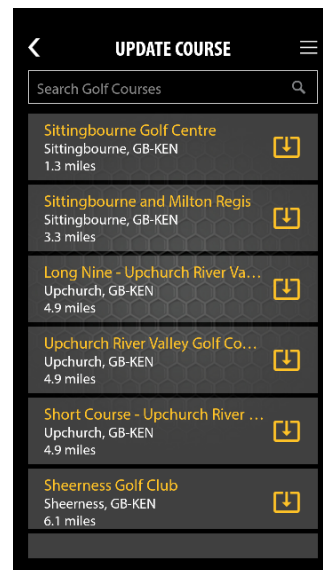 UPDATE COURSE
Search Golf Courses
Sittingbourne Golf Centre
Sittingbourne, GB-KEN
1.3 miles
Sittingbourne and Milton Regis
Sittingbourne, GB-KEN
3.3 miles
Long Nine - Upchurch River Va...
Upchurch, GB-KEN
4.9 miles
Upchurch River Valley Golf Co...
Upchurch, GB-KEN
4.9 miles
Short Course - Upchurch River ...
Upchurch, GB-KEN
4.9 miles
Sheerness Golf Club
Sheerness, GB-KEN
6.1 miles